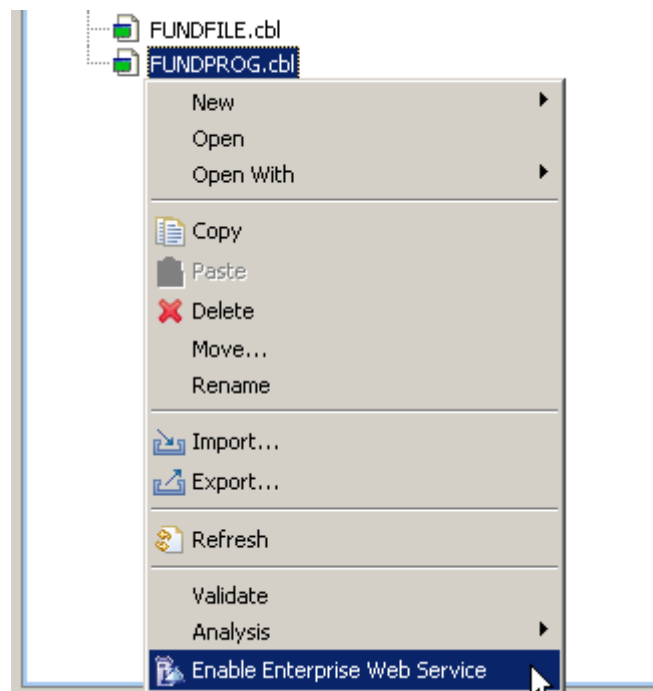 FUNDFILE.cbl
FUNDPROG.cbl
New
Open
Open With
Copy
Paste
Delete
Move...
Rename
Import...
Export...
Refresh
Validate
Analysis
Enable Enterprise Web Service